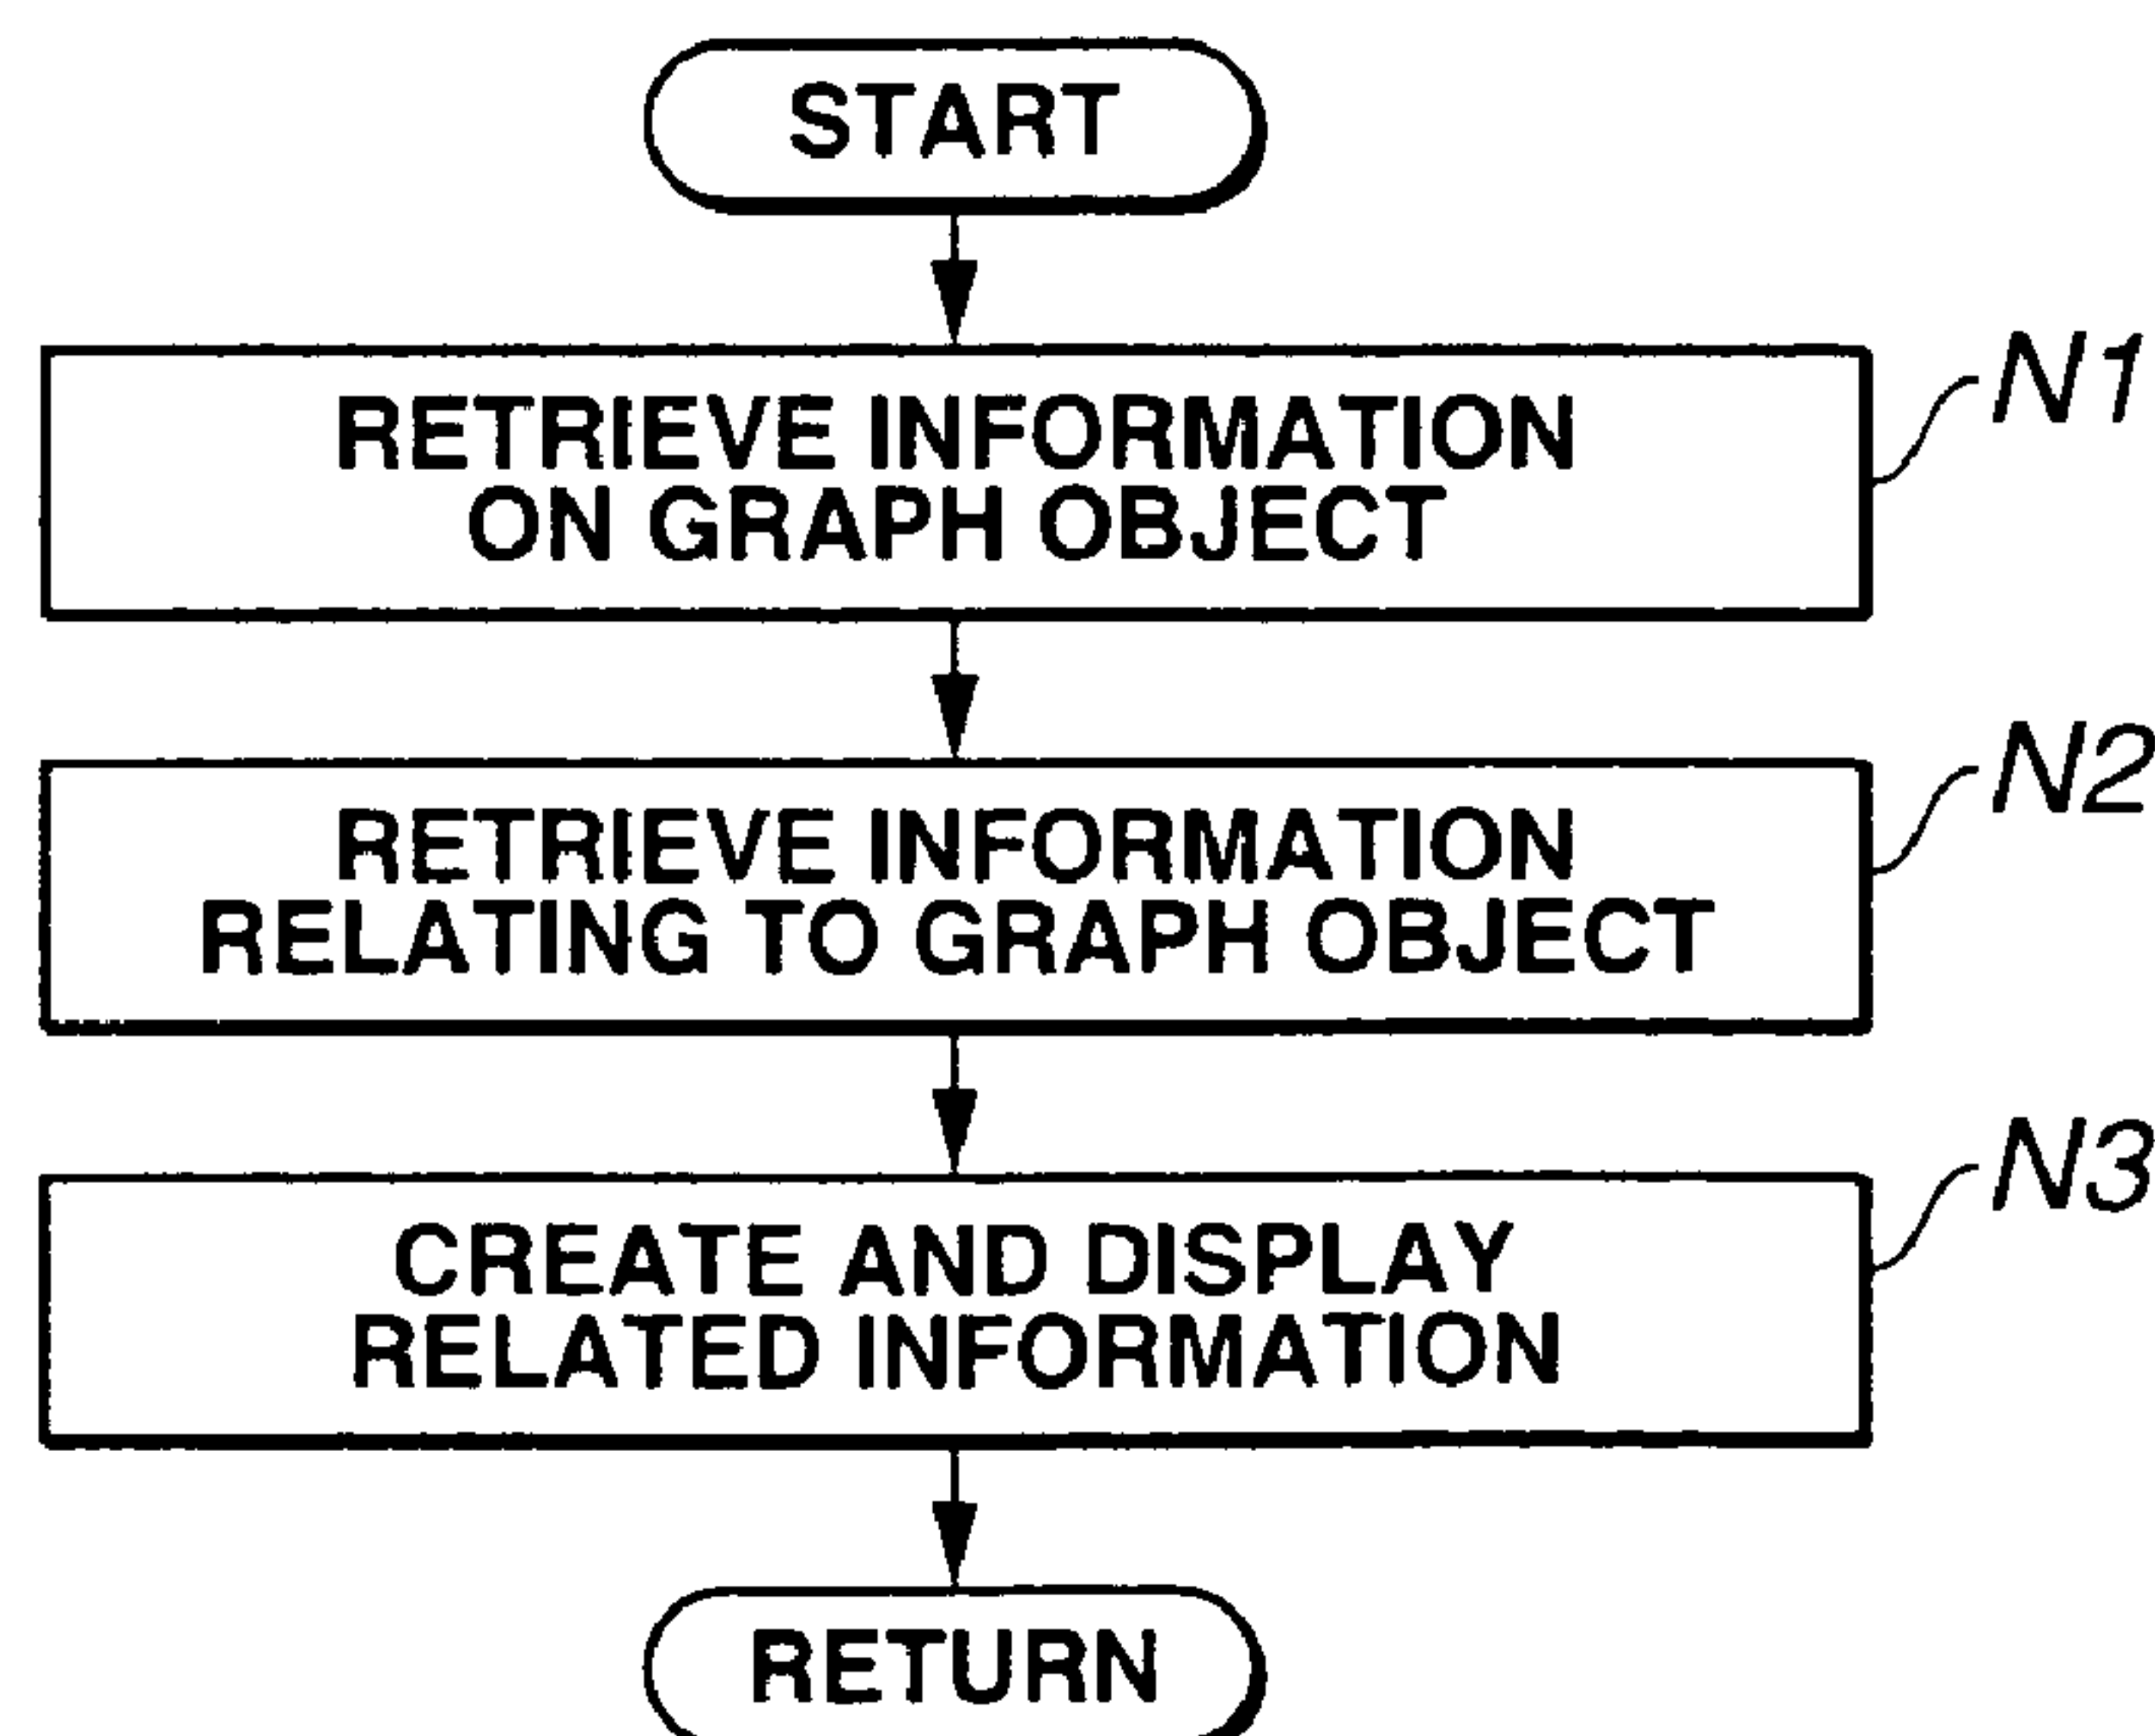 START
RETRIEVE INFORMATION
ON GRAPH OBJECT
N1
RETRIEVE INFORMATION
RELATING TO GRAPH OBJECT
N2
CREATE AND DISPLAY
RELATED INFORMATION
N3
RETURN